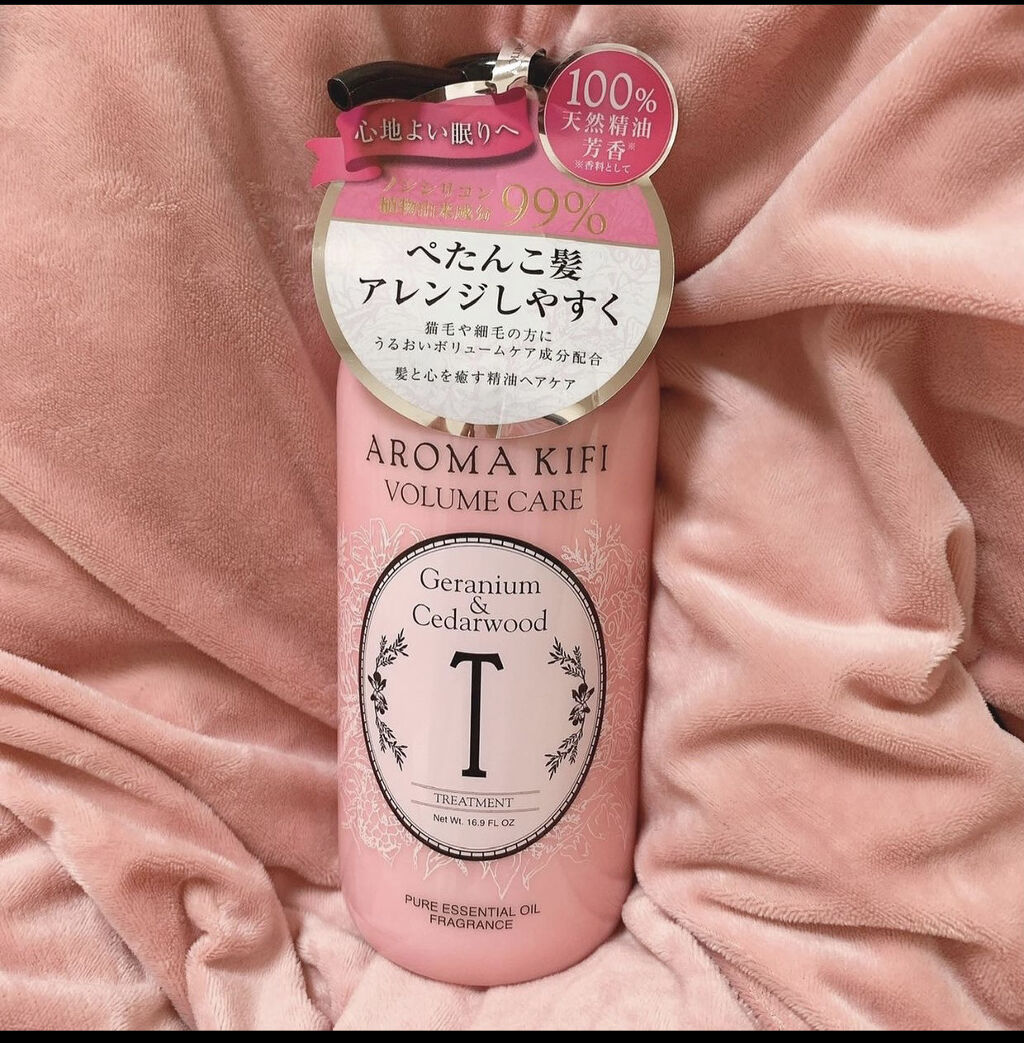 心地よい眠りへ
100%
天然精油
芳香※
※香料として
ノンシリコン
植物由来成分 99%
ぺたんこ髪
アレンジしやすく
猫毛や細毛の方に
うるおいボリュームケア成分配合
髪と心を癒す精油ヘアケア
AROMA KIFI
VOLUME CARE
Geranium
&
Cedarwood
T
TREATMENT
Net Wt. 16.9 FL OZ
PURE ESSENTIAL OIL
FRAGRANCE